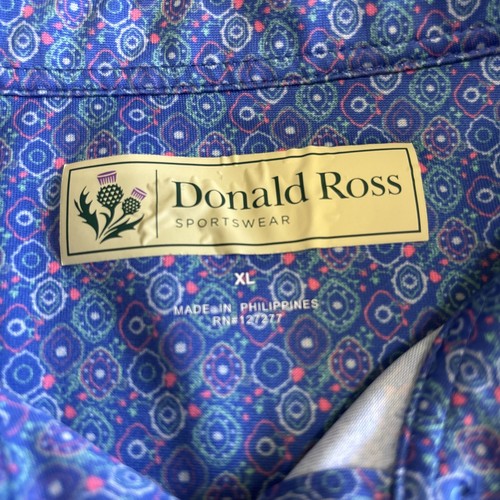 Donald Ross
SPORTSWEAR
XL
MADE IN PHILIPPINES
RN#127277